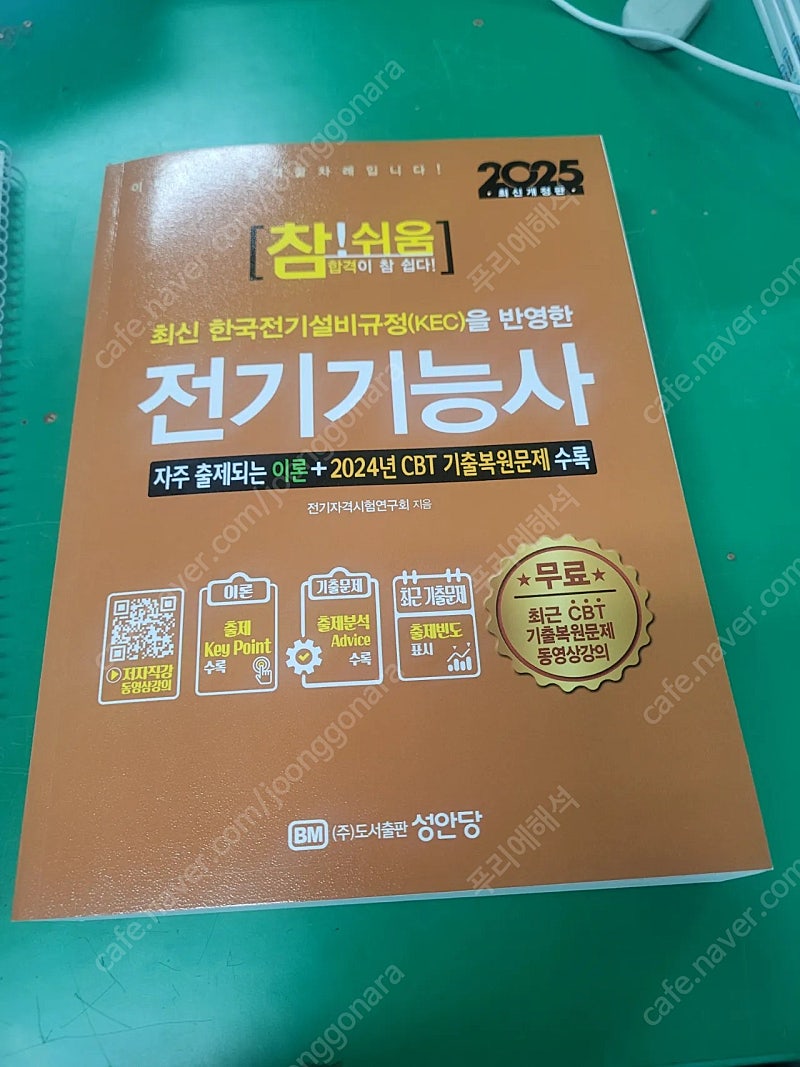 2025
최신개정판
[참!쉬움]
합격이 참 쉽다!
최신 한국전기설비규정(KEC)을 반영한
전기기능사
자주 출제되는 이론+2024년 CBT 기출복원문제 수록
전기자격시험연구회 지음
저자직강
동영상강의
이론
출제
Key Point
수록
기출문제
출제분석
Advice
수록
최근 기출문제
출제빈도
표시
★무료★
최근 CBT
기출복원문제
동영상강의
BM (주)도서출판 성안당
cafe.naver.com/joonggonara
푸리에해석